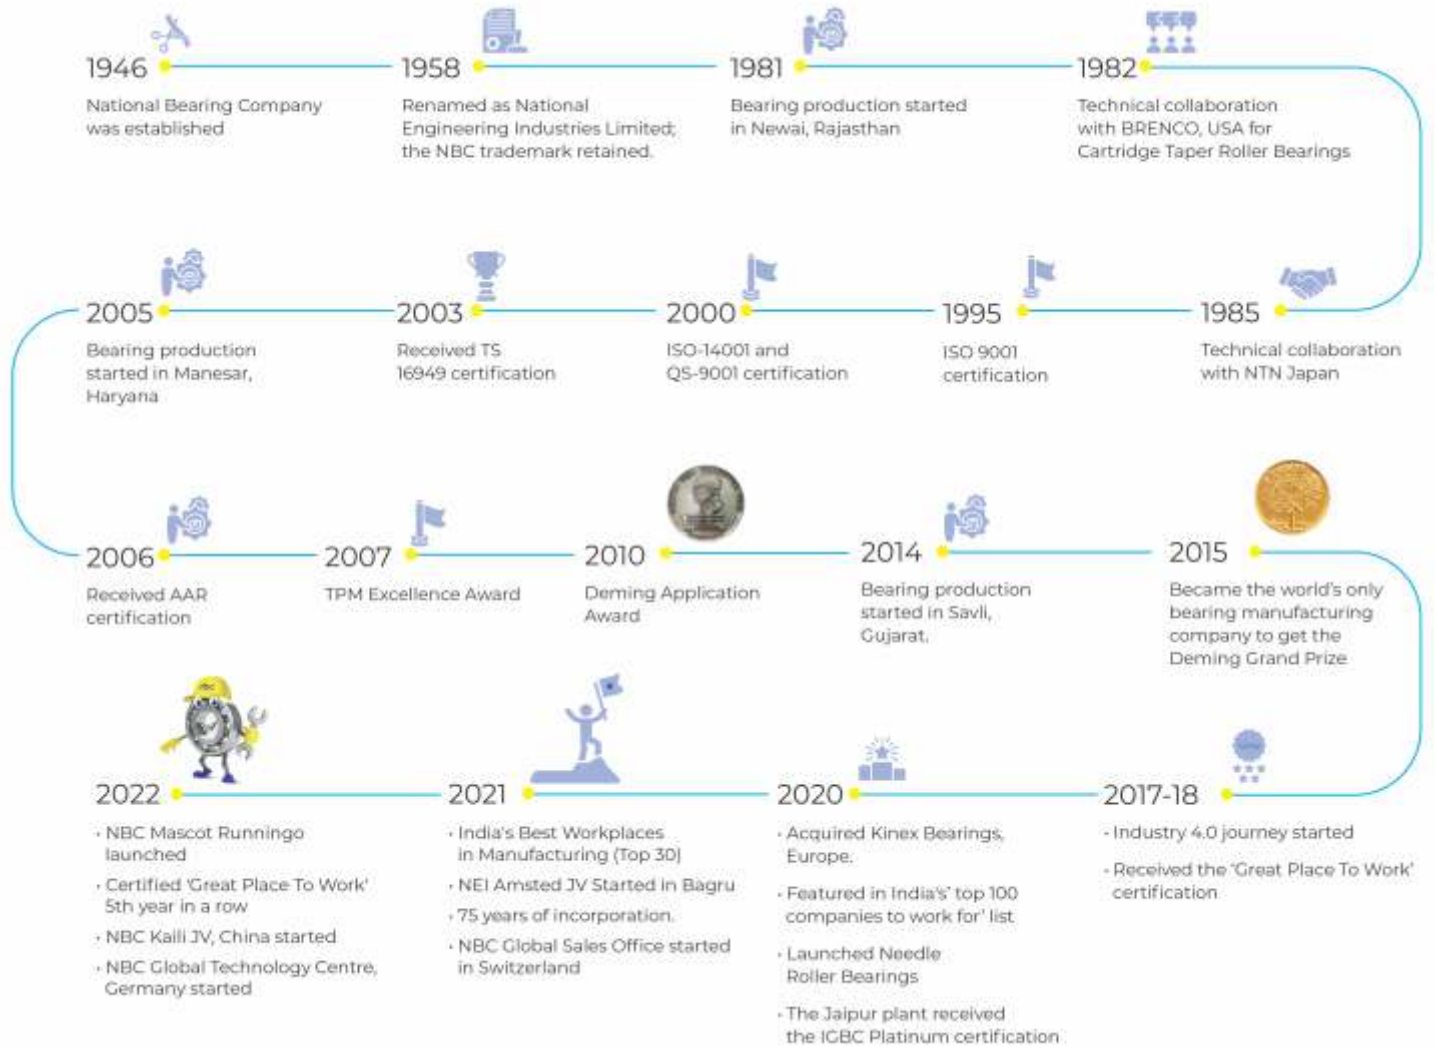 1946
National Bearing Company
was established
1958
Renamed as National
Engineering Industries Limited;
the NBC trademark retained.
1981
Bearing production started
in Newai, Rajasthan
1982
Technical collaboration
with BRENCO, USA for
Cartridge Taper Roller Bearings
1985
Technical collaboration
with NTN Japan
1995
ISO 9001
certification
2000
ISO-14001 and
QS-9001 certification
2003
Received TS
16949 certification
2005
Bearing production
started in Manesar,
Haryana
2006
Received AAR
certification
2007
TPM Excellence Award
2010
Deming Application
Award
2014
Bearing production
started in Savli,
Gujarat.
2015
Became the world's only
bearing manufacturing
company to get the
Deming Grand Prize
2017-18
• Industry 4.0 journey started
• Received the 'Great Place To Work'
certification
2020
• Acquired Kinex Bearings,
Europe.
• Featured in India's' top 100
companies to work for' list
• Launched Needle
Roller Bearings
• The Jaipur plant received
the IGBC Platinum certification
2021
• India's Best Workplaces
in Manufacturing (Top 30)
• NEI Amsted JV Started in Bagru
• 75 years of incorporation.
• NBC Global Sales Office started
in Switzerland
2022
• NBC Mascot Runningo
launched
• Certified 'Great Place To Work'
5th year in a row
• NBC Kaili JV, China started
• NBC Global Technology Centre,
Germany started